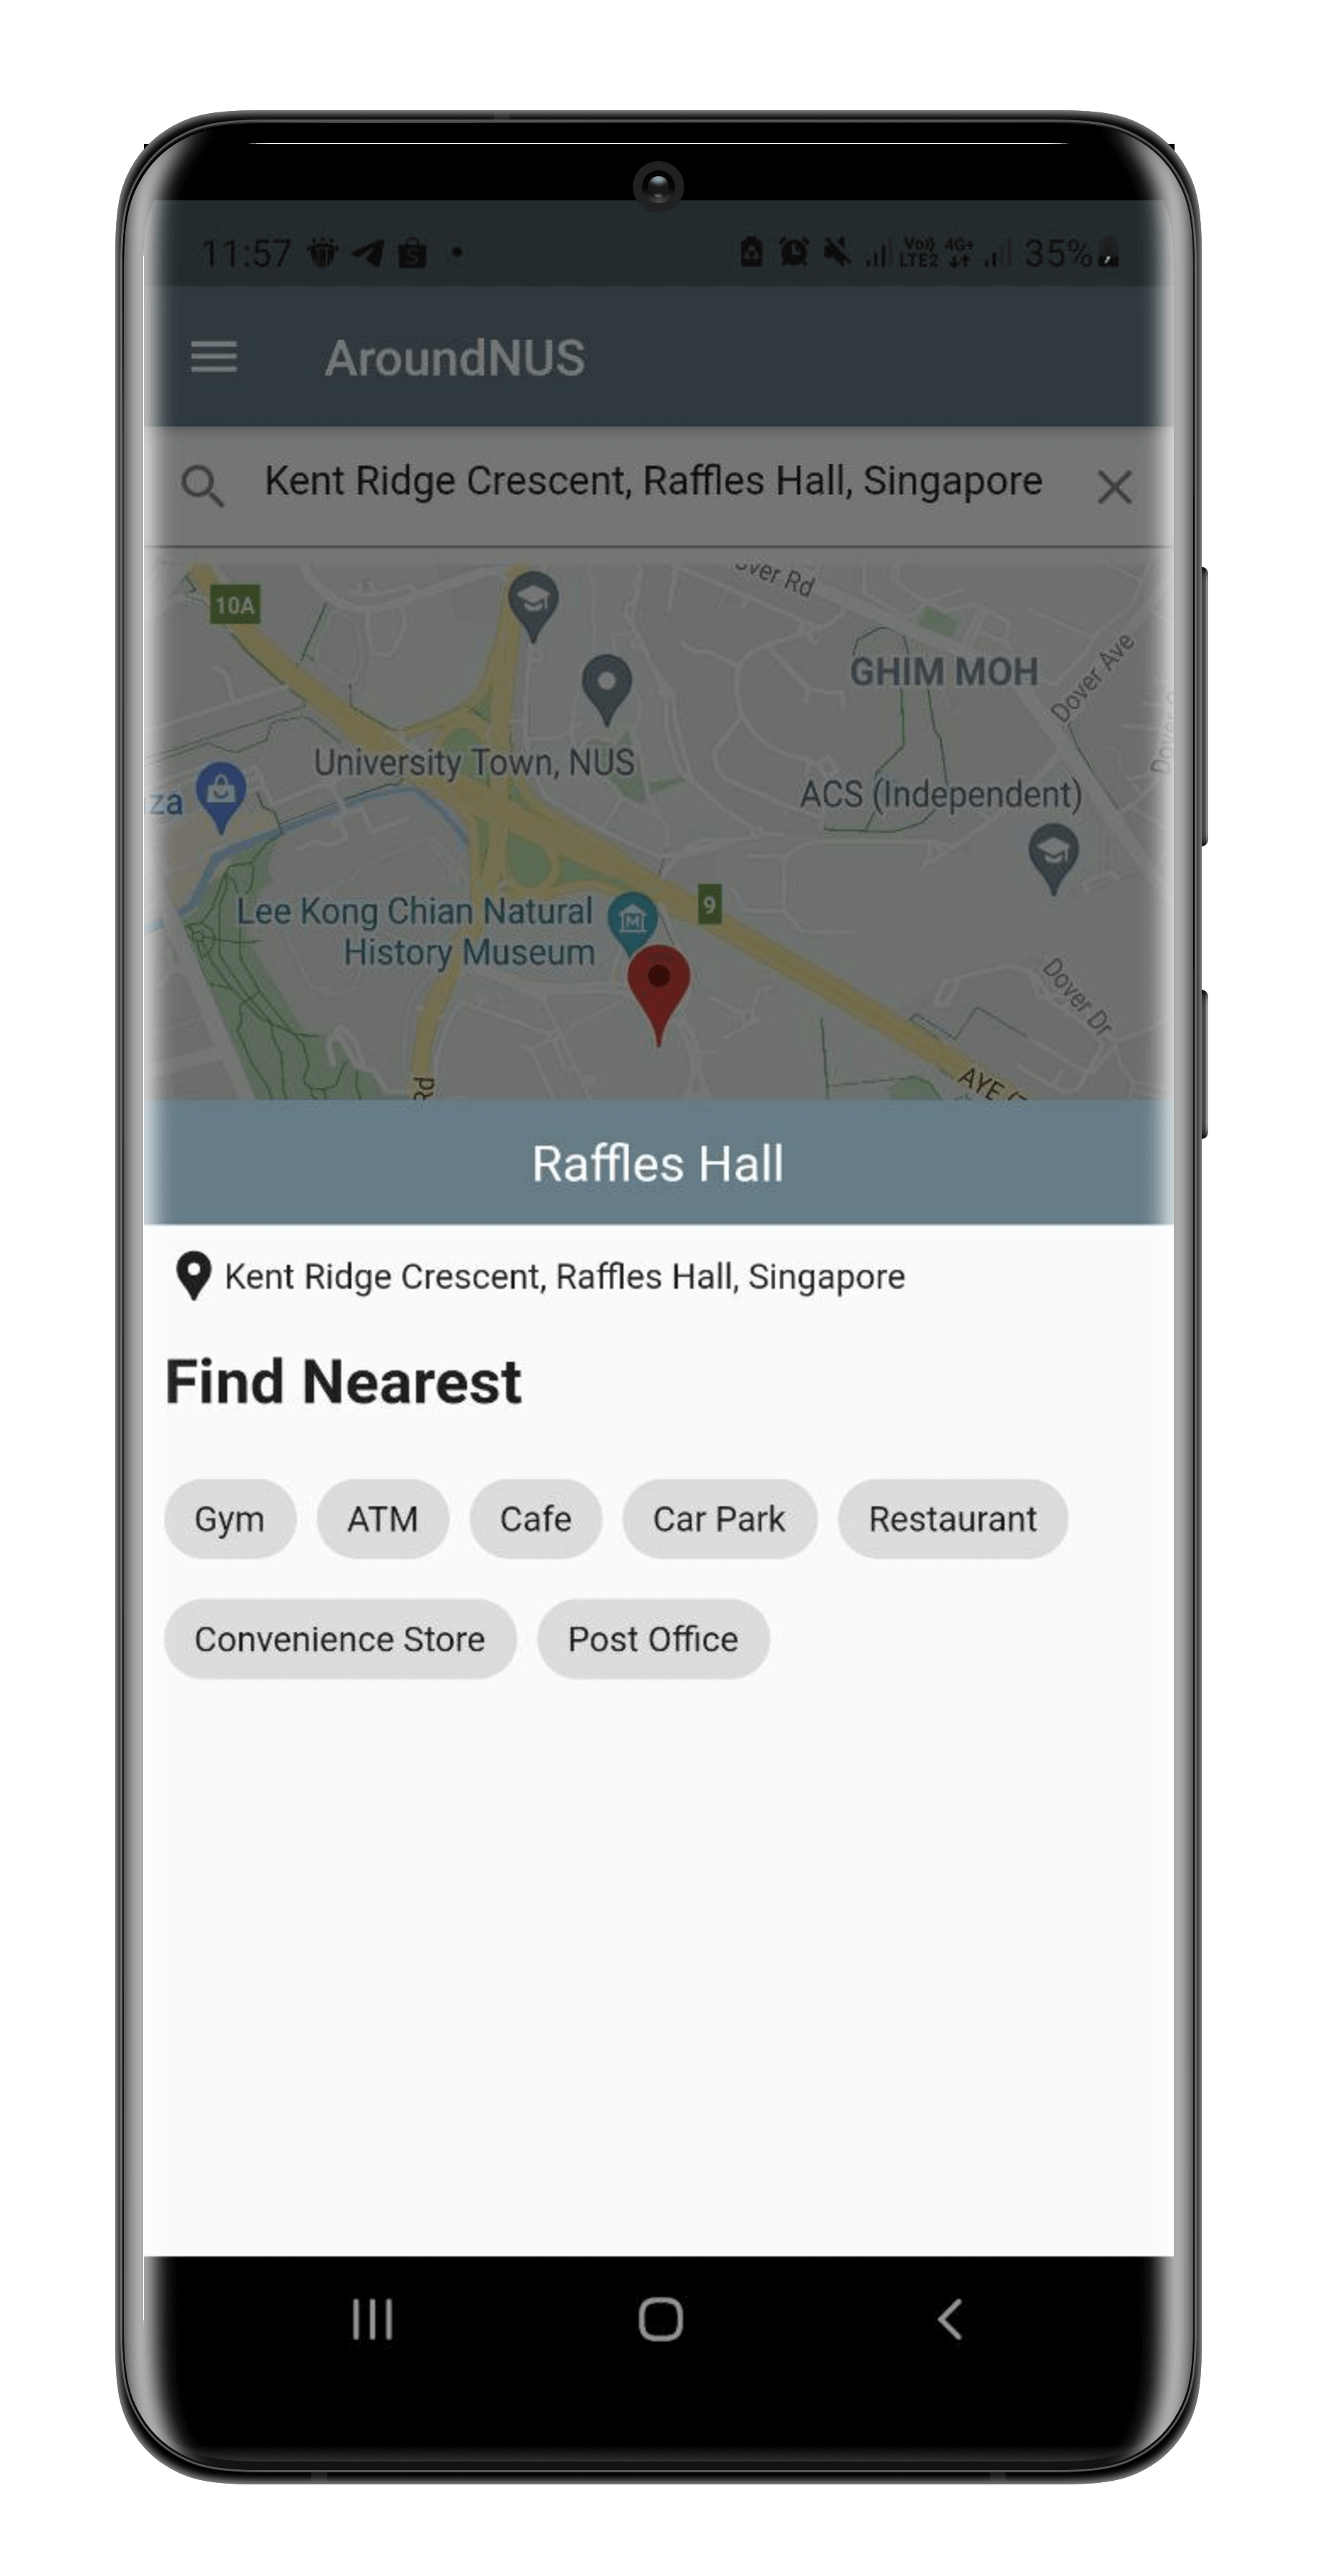 11:57
Vo))
LTE2
4G+
35%
AroundNUS
Kent Ridge Crescent, Raffles Hall, Singapore
10A
Rd
GHIM MOH
Dover Ave
University Town, NUS
za
ACS (Independent)
9
Lee Kong Chian Natural
History Museum
Dover Dr
AYE
Rd
Raffles Hall
Kent Ridge Crescent, Raffles Hall, Singapore
Find Nearest
Gym ATM Cafe Car Park Restaurant
Convenience Store Post Office